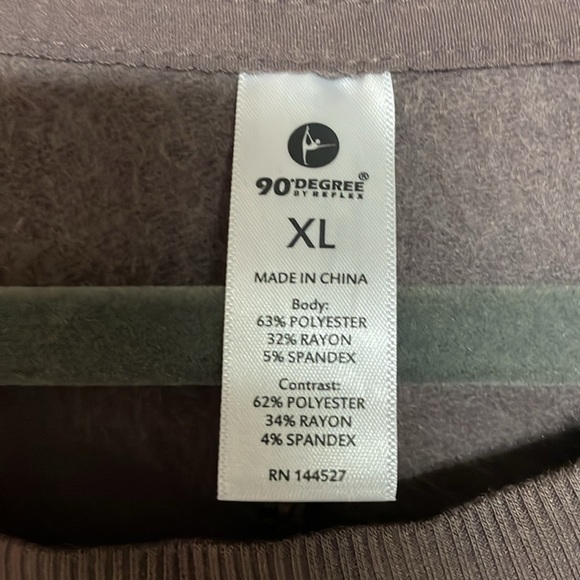 90°DEGREE®
BY REFLEX
XL
MADE IN CHINA
Body:
63% POLYESTER
32% RAYON
5% SPANDEX
Contrast:
62% POLYESTER
34% RAYON
4% SPANDEX
RN 144527